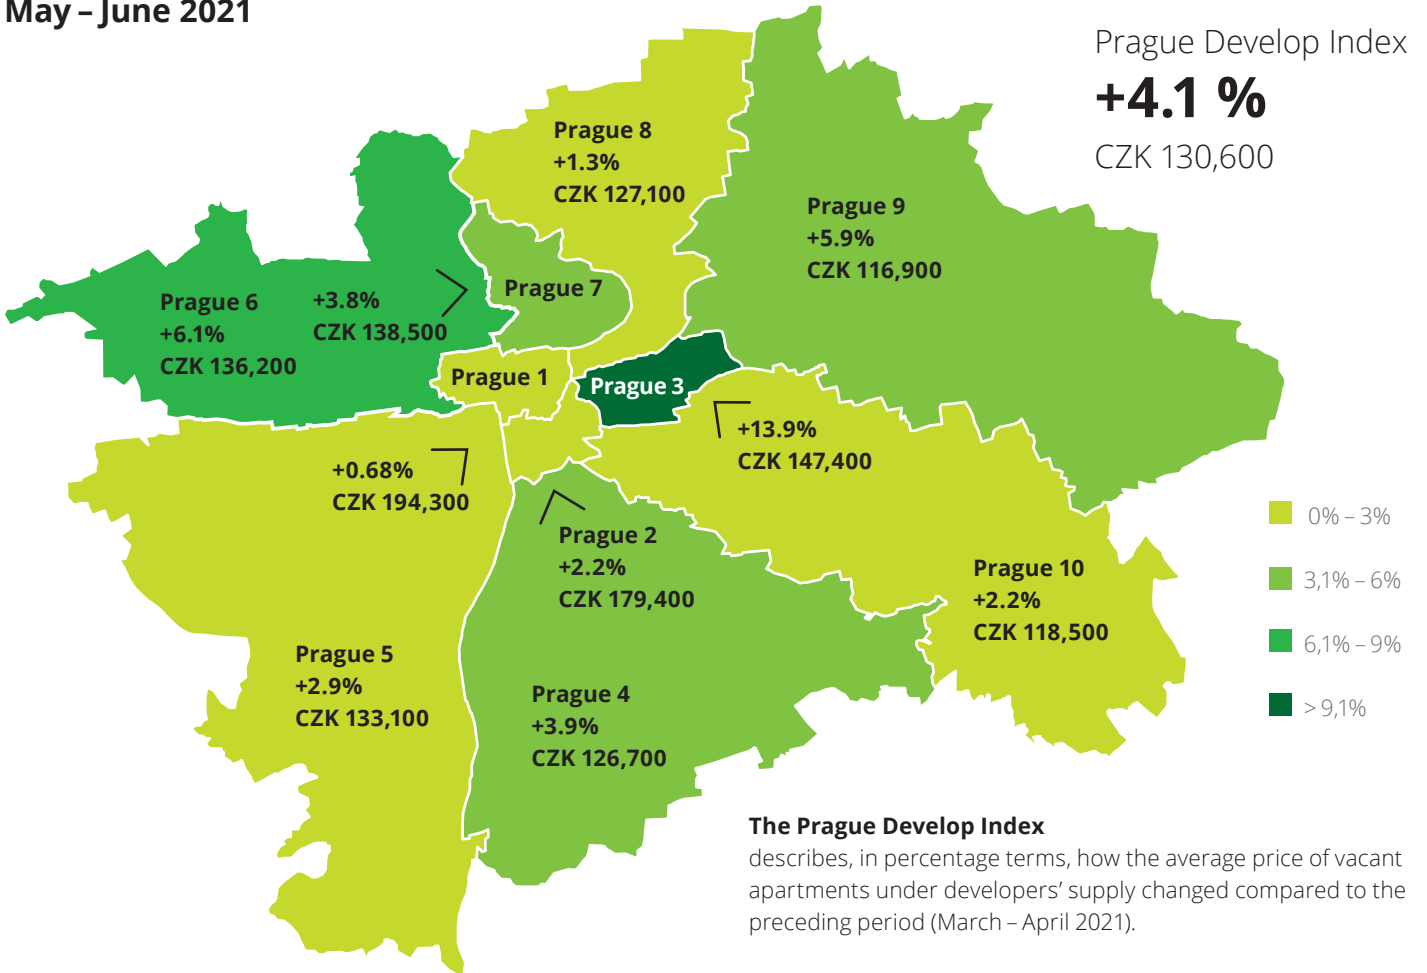 May – June 2021
Prague Develop Index
+4.1 %
CZK 130,600
Prague 8
+1.3%
CZK 127,100
Prague 9
+5.9%
CZK 116,900
Prague 7
+3.8%
CZK 138,500
Prague 6
+6.1%
CZK 136,200
Prague 1
+0.68%
CZK 194,300
Prague 3
+13.9%
CZK 147,400
Prague 2
+2.2%
CZK 179,400
Prague 10
+2.2%
CZK 118,500
Prague 5
+2.9%
CZK 133,100
Prague 4
+3.9%
CZK 126,700
0% – 3%
3,1% – 6%
6,1% – 9%
> 9,1%
The Prague Develop Index
describes, in percentage terms, how the average price of vacant
apartments under developers’ supply changed compared to the
preceding period (March – April 2021).